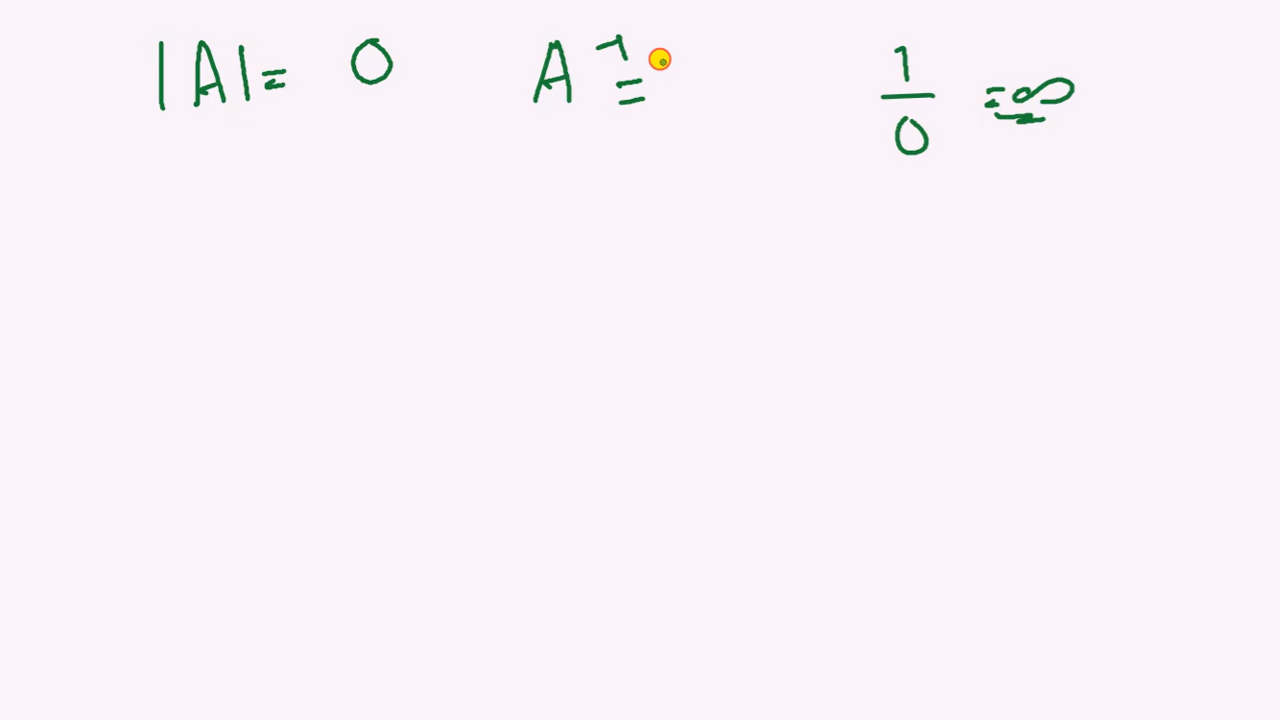 |A| = 0 A⁻¹ = 1/0 = ∞